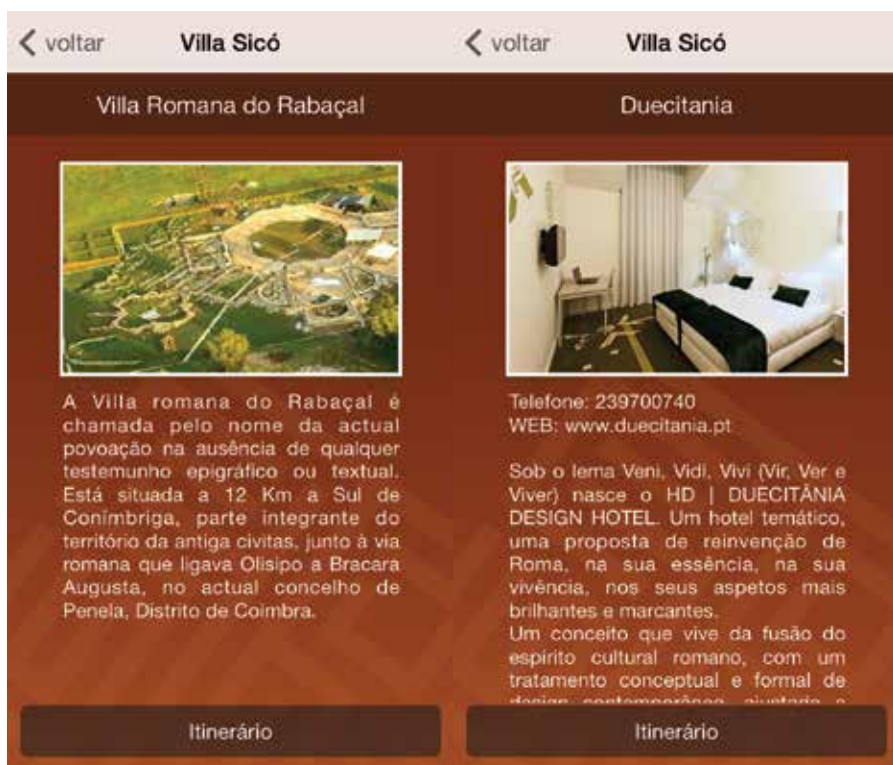 voltar
Villa Sicó
Villa Romana do Rabaçal
A Villa romana do Rabaçal é
chamada pelo nome da actual
povoação na ausência de qualquer
testemunho epigráfico ou textual.
Está situada a 12 Km a Sul de
Conimbriga, parte integrante do
território da antiga civitas, junto à via
romana que ligava Olisipo a Bracara
Augusta, no actual concelho de
Penela, Distrito de Coimbra.
Itinerário
voltar
Villa Sicó
Duecitania
Telefone: 239700740
WEB: www.duecitania.pt
Sob o lema Veni, Vidi, Vivi (Vir, Ver e
Viver) nasce o HD | DUECITÂNIA
DESIGN HOTEL. Um hotel temático,
uma proposta de reinvenção de
Roma, na sua essência, na sua
vivência, nos seus aspetos mais
brilhantes e marcantes.
Um conceito que vive da fusão do
espírito cultural romano, com um
tratamento conceptual e formal de
design contemporâneo, ajustado e
Itinerário